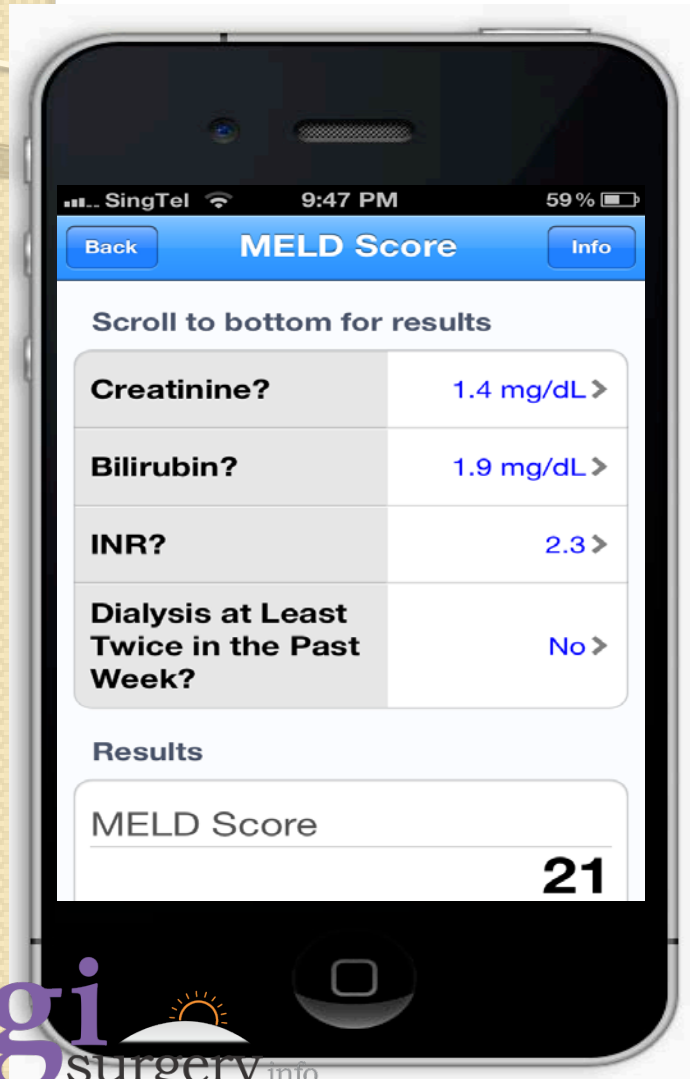 SingTel 9:47 PM 59%
Back MELD Score Info
Scroll to bottom for results
Creatinine? 1.4 mg/dL
Bilirubin? 1.9 mg/dL
INR? 2.3
Dialysis at Least
Twice in the Past
Week? No
Results
MELD Score
21
gi
surgery.info